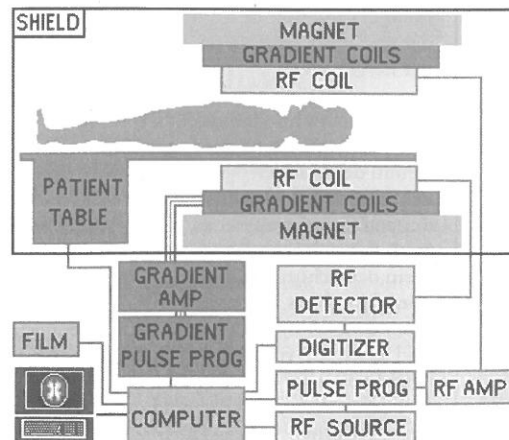 SHIELD
MAGNET
GRADIENT COILS
RF COIL
RF COIL
GRADIENT COILS
MAGNET
PATIENT
TABLE
GRADIENT
AMP
GRADIENT
PULSE PROG
RF
DETECTOR
DIGITIZER
FILM
COMPUTER
PULSE PROG
RF AMP
RF SOURCE